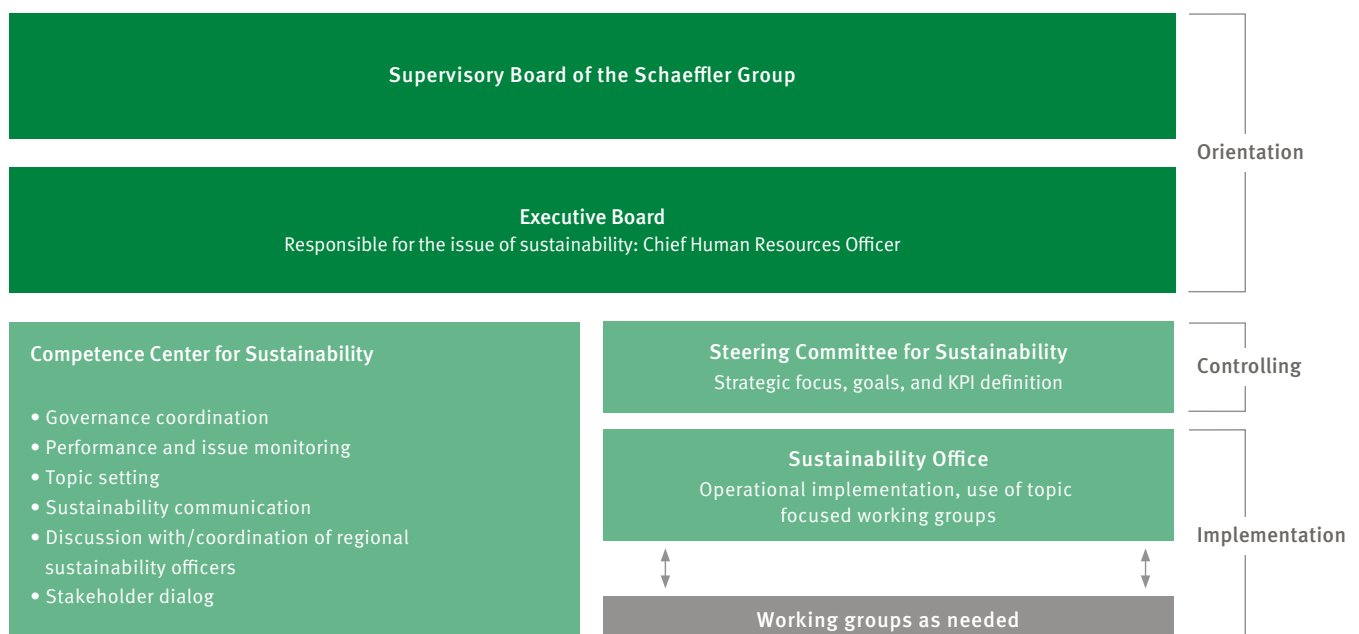 Supervisory Board of the Schaeffler Group
Orientation
Executive Board
Responsible for the issue of sustainability: Chief Human Resources Officer
Competence Center for Sustainability
• Governance coordination
• Performance and issue monitoring
• Topic setting
• Sustainability communication
• Discussion with/coordination of regional
sustainability officers
• Stakeholder dialog
Steering Committee for Sustainability
Strategic focus, goals, and KPI definition
Controlling
Sustainability Office
Operational implementation, use of topic
focused working groups
Implementation
Working groups as needed